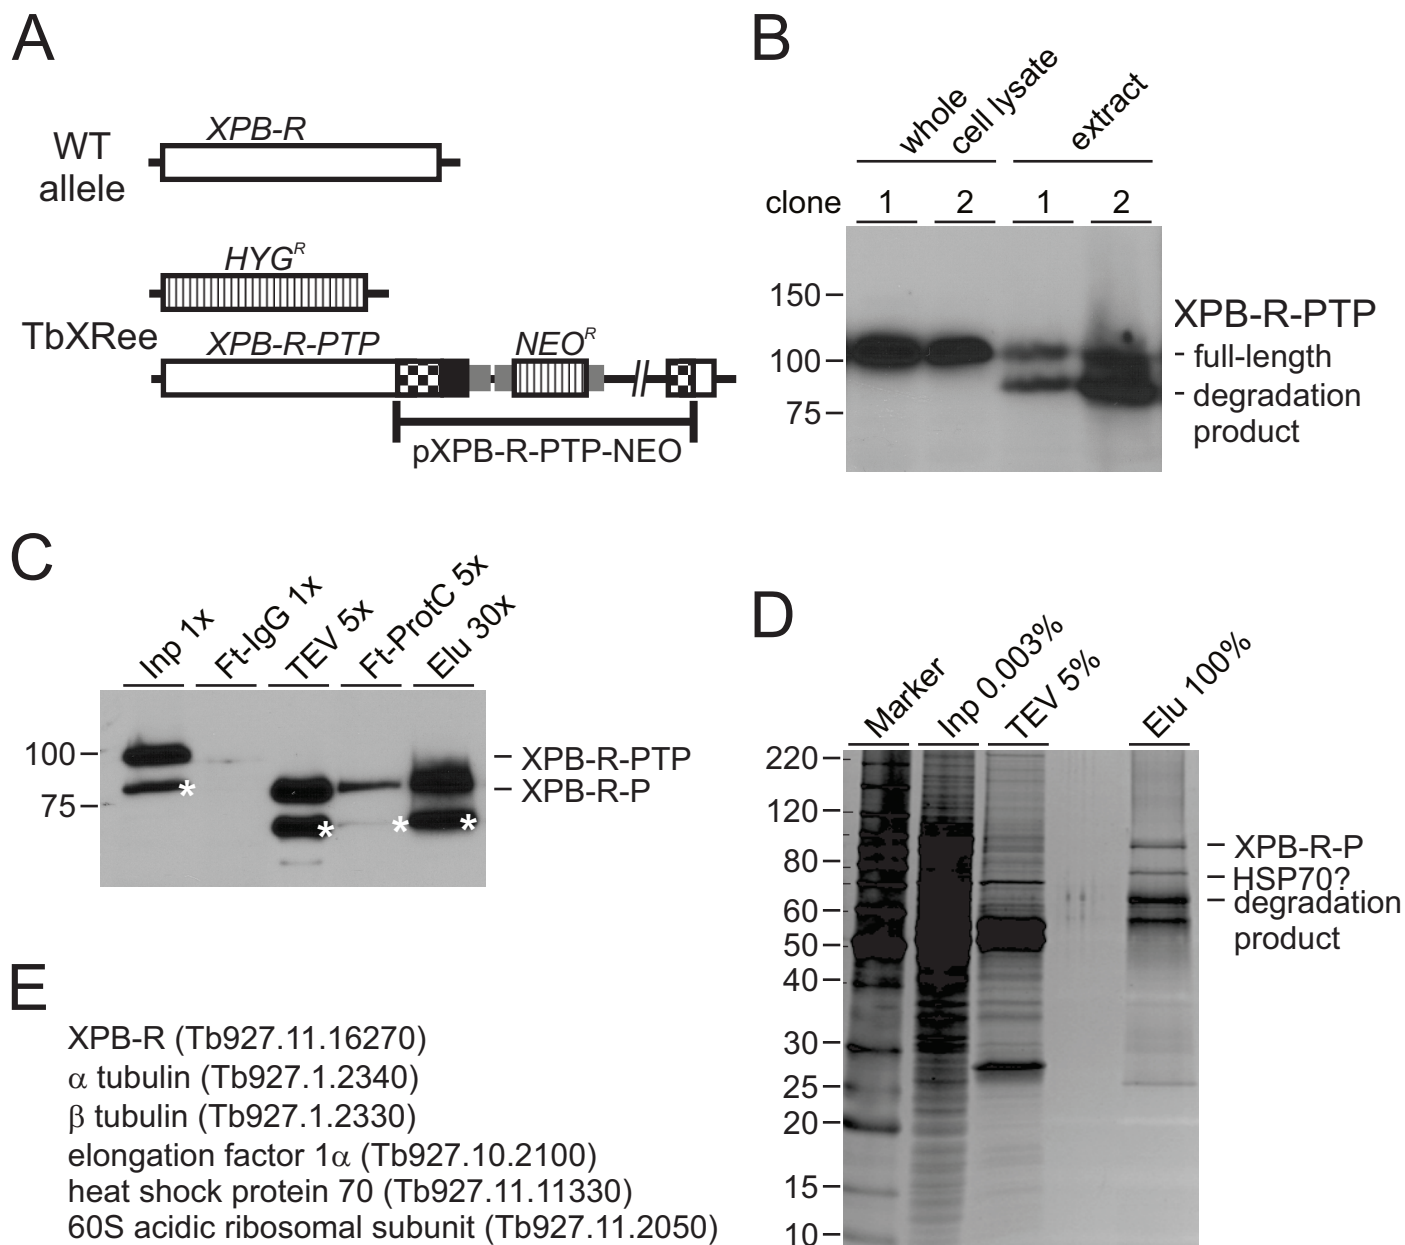 A
WT
allele
XPB-R
TbXRee
HYG^R
XPB-R-PTP
NEO^R
pXPB-R-PTP-NEO
B
whole
cell lysate
extract
clone 1 2 1 2
150
100
75
XPB-R-PTP
- full-length
- degradation
product
C
Inp 1x
Ft-IgG 1x
TEV 5x
Ft-ProtC 5x
Elu 30x
100
75
XPB-R-PTP
XPB-R-P
* * * *
D
Marker
Inp 0.003%
TEV 5%
Elu 100%
220
120
80
60
50
40
30
25
20
15
10
XPB-R-P
HSP70?
degradation
product
E
XPB-R (Tb927.11.16270)
α tubulin (Tb927.1.2340)
β tubulin (Tb927.1.2330)
elongation factor 1α (Tb927.10.2100)
heat shock protein 70 (Tb927.11.11330)
60S acidic ribosomal subunit (Tb927.11.2050)